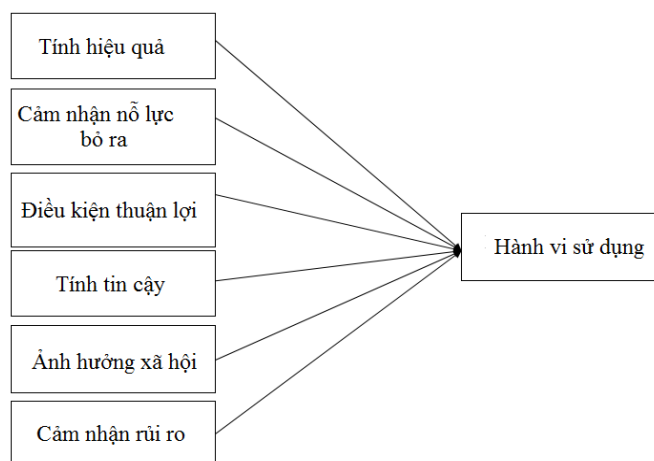 Tính hiệu quả
Cảm nhận nỗ lực
bỏ ra
Điều kiện thuận lợi
Tính tin cậy
Ảnh hưởng xã hội
Cảm nhận rủi ro
Hành vi sử dụng